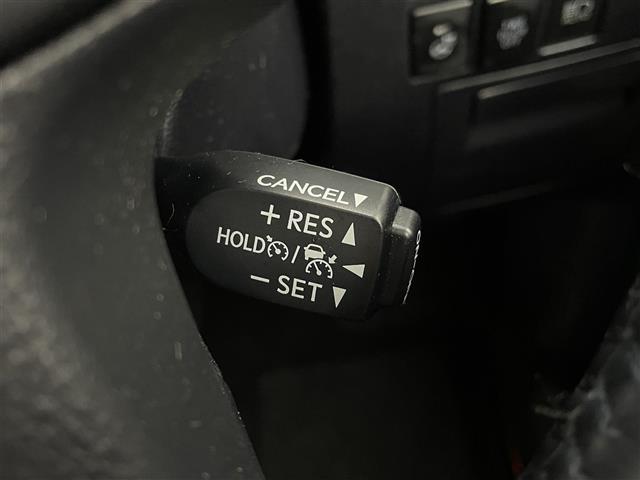 CANCEL▼
+ RES ▲
HOLD / ◀
− SET ▼